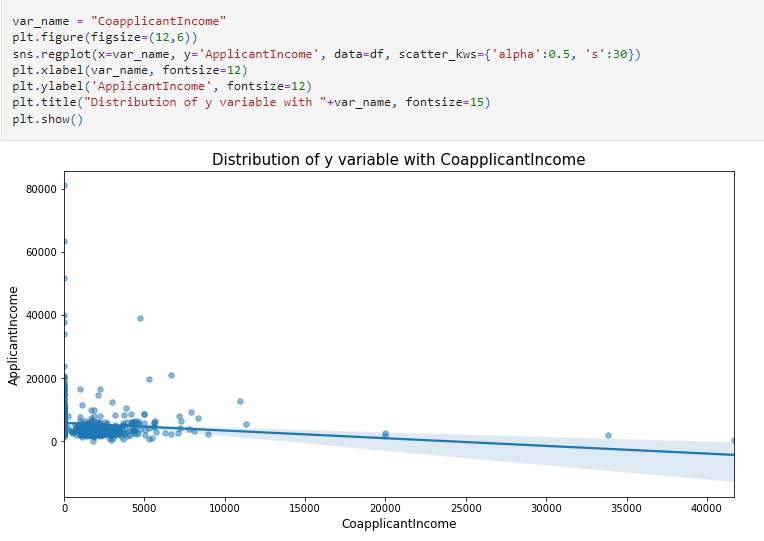 var_name = "CoapplicantIncome"
plt.figure(figsize=(12,6))
sns.regplot(x=var_name, y='ApplicantIncome', data=df, scatter_kws={'alpha':0.5, 's':30})
plt.xlabel(var_name, fontsize=12)
plt.ylabel('ApplicantIncome', fontsize=12)
plt.title("Distribution of y variable with "+var_name, fontsize=15)
plt.show()
Distribution of y variable with CoapplicantIncome
80000
60000
40000
20000
0
ApplicantIncome
0 5000 10000 15000 20000 25000 30000 35000 40000
CoapplicantIncome